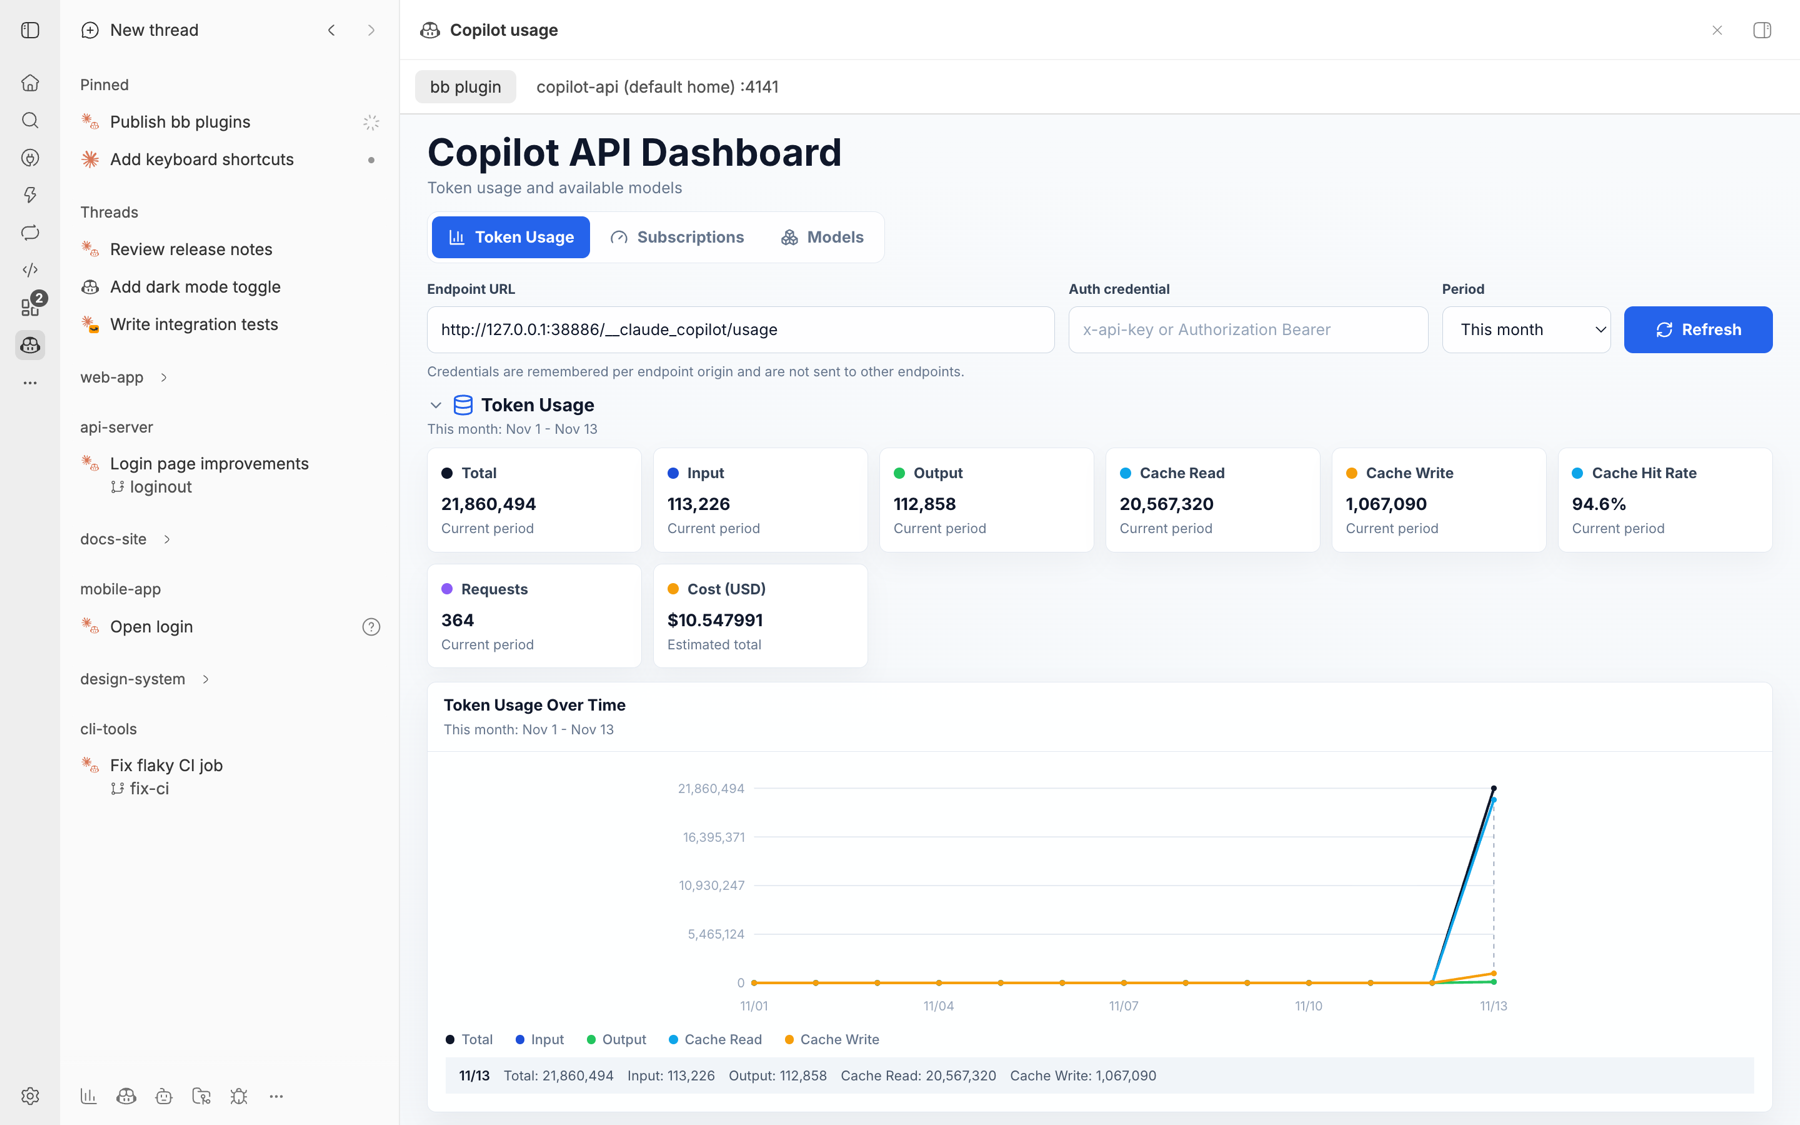 New thread
Pinned
Publish bb plugins
Add keyboard shortcuts
Threads
Review release notes
Add dark mode toggle
Write integration tests
2
web-app
api-server
Login page improvements
loginout
docs-site
mobile-app
Open login
design-system
cli-tools
Fix flaky CI job
fix-ci
Copilot usage
bb plugin copilot-api (default home) :4141
Copilot API Dashboard
Token usage and available models
Token Usage Subscriptions Models
Endpoint URL Auth credential Period
http://127.0.0.1:38886/__claude_copilot/usage x-api-key or Authorization Bearer This month Refresh
Credentials are remembered per endpoint origin and are not sent to other endpoints.
Token Usage
This month: Nov 1 - Nov 13
Total Input Output Cache Read Cache Write Cache Hit Rate
21,860,494 113,226 112,858 20,567,320 1,067,090 94.6%
Current period Current period Current period Current period Current period Current period
Requests Cost (USD)
364 $10.547991
Current period Estimated total
Token Usage Over Time
This month: Nov 1 - Nov 13
21,860,494
16,395,371
10,930,247
5,465,124
0
11/01 11/04 11/07 11/10 11/13
Total Input Output Cache Read Cache Write
11/13 Total: 21,860,494 Input: 113,226 Output: 112,858 Cache Read: 20,567,320 Cache Write: 1,067,090